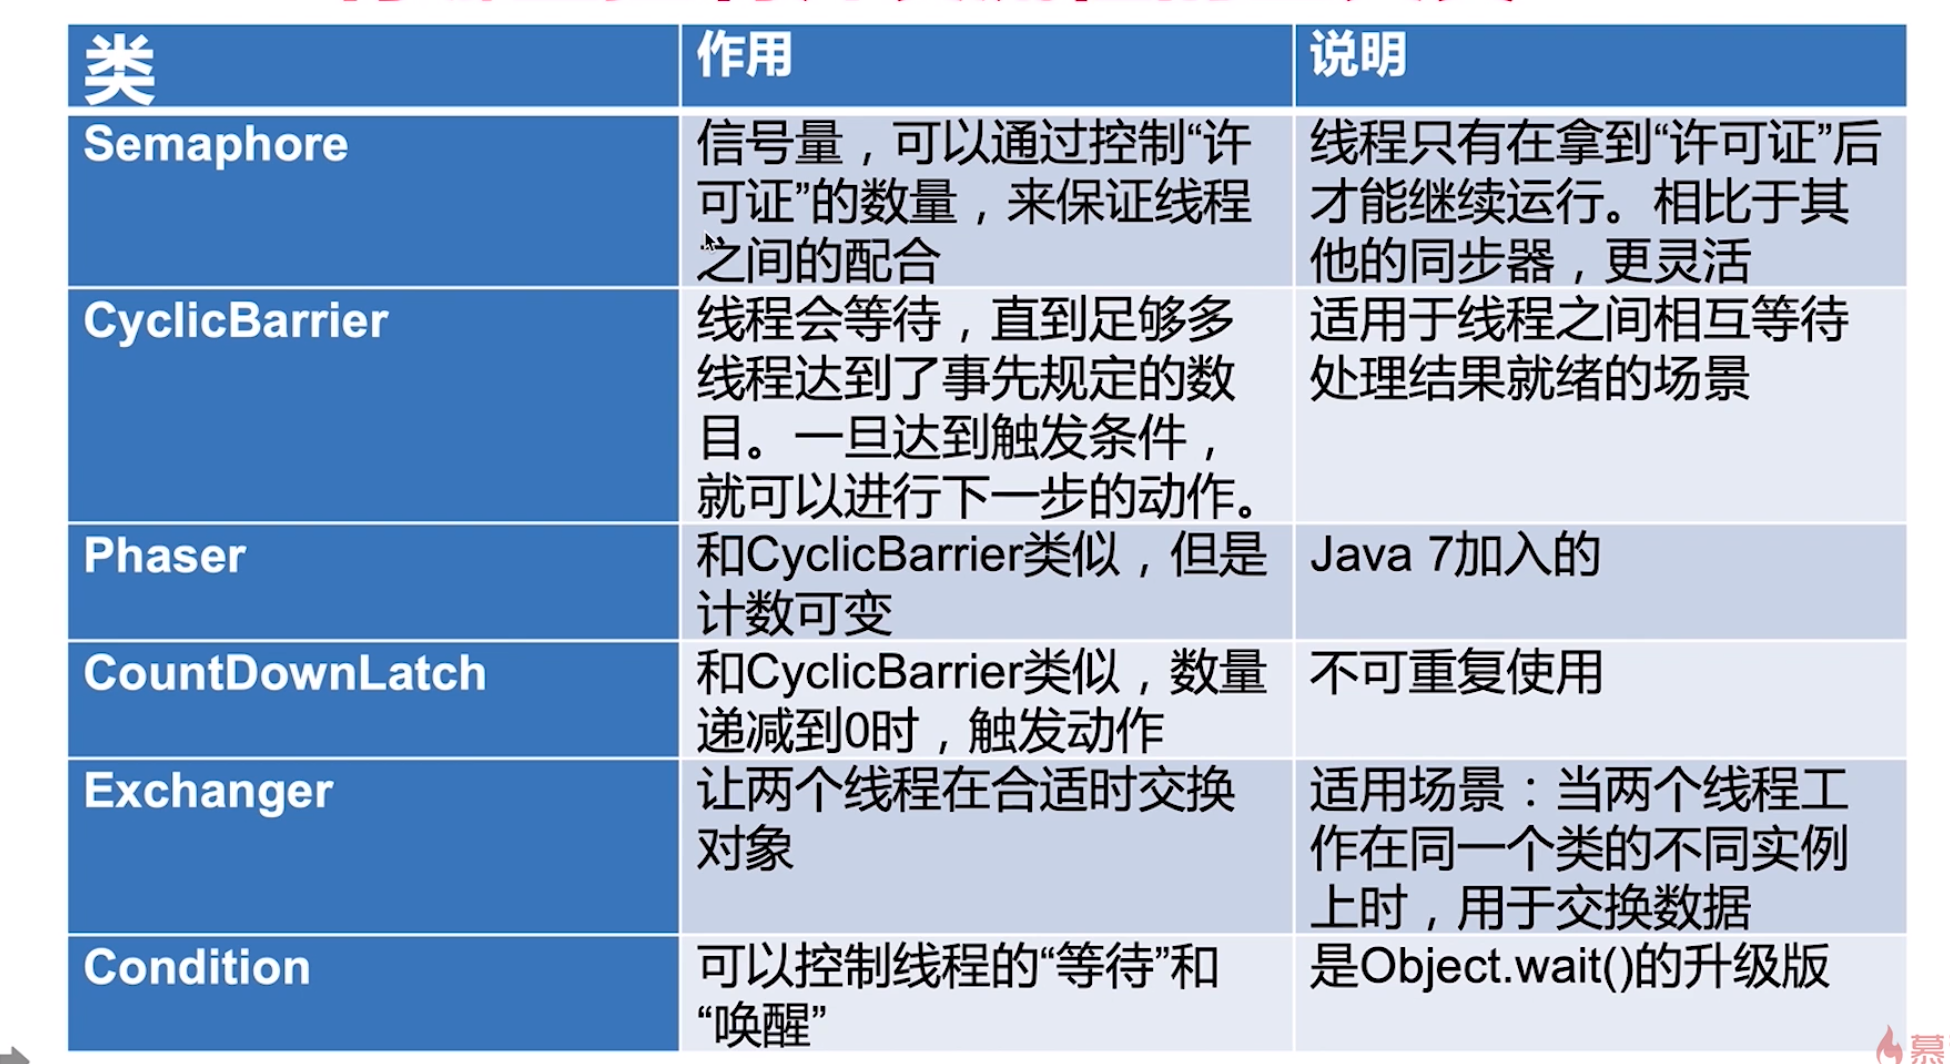 类
作用
说明
Semaphore
信号量，可以通过控制“许
可证”的数量，来保证线程
之间的配合
线程只有在拿到“许可证”后
才能继续运行。相比于其
他的同步器，更灵活
CyclicBarrier
线程会等待，直到足够多
线程达到了事先规定的数
目。一旦达到触发条件，
就可以进行下一步的动作。
适用于线程之间相互等待
处理结果就绪的场景
Phaser
和CyclicBarrier类似，但是
计数可变
Java 7加入的
CountDownLatch
和CyclicBarrier类似，数量
递减到0时，触发动作
不可重复使用
Exchanger
让两个线程在合适时交换
对象
适用场景：当两个线程工
作在同一个类的不同实例
上时，用于交换数据
Condition
可以控制线程的“等待”和
“唤醒”
是Object.wait()的升级版
慕